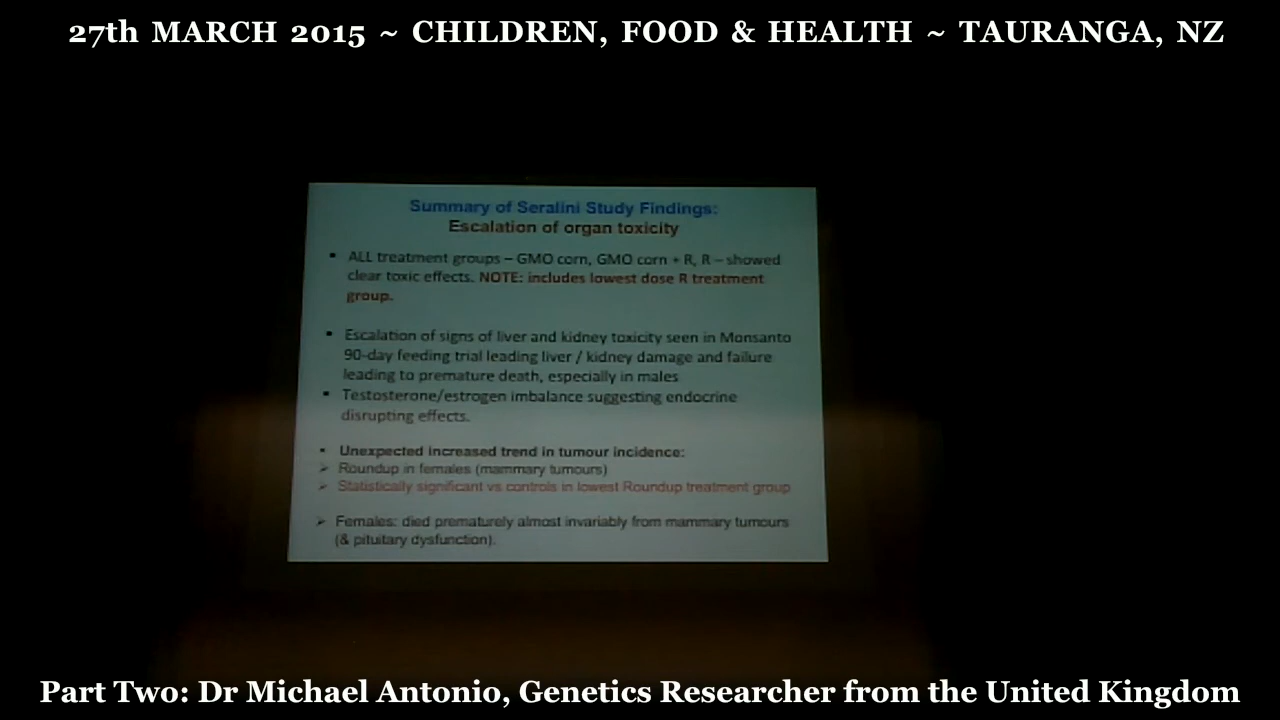 27th MARCH 2015 ~ CHILDREN, FOOD & HEALTH ~ TAURANGA, NZ
Summary of Seralini Study Findings:
Escalation of organ toxicity
▪ ALL treatment groups – GMO corn, GMO corn + R, R – showed
clear toxic effects. NOTE: includes lowest dose R treatment
group.
▪ Escalation of signs of liver and kidney toxicity seen in Monsanto
90-day feeding trial leading liver / kidney damage and failure
leading to premature death, especially in males
▪ Testosterone/estrogen imbalance suggesting endocrine
disrupting effects.
▪ Unexpected increased trend in tumour incidence:
➢ Roundup in females (mammary tumours)
➢ Statistically significant vs controls in lowest Roundup treatment group
➢ Females: died prematurely almost invariably from mammary tumours
(& pituitary dysfunction).
Part Two: Dr Michael Antonio, Genetics Researcher from the United Kingdom